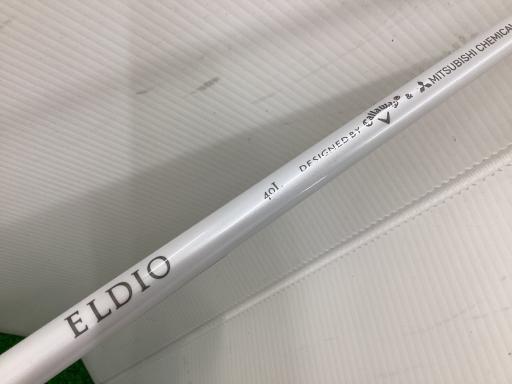 ELDIO 40L DESIGNED BY Callaway & MITSUBISHI CHEMICAL